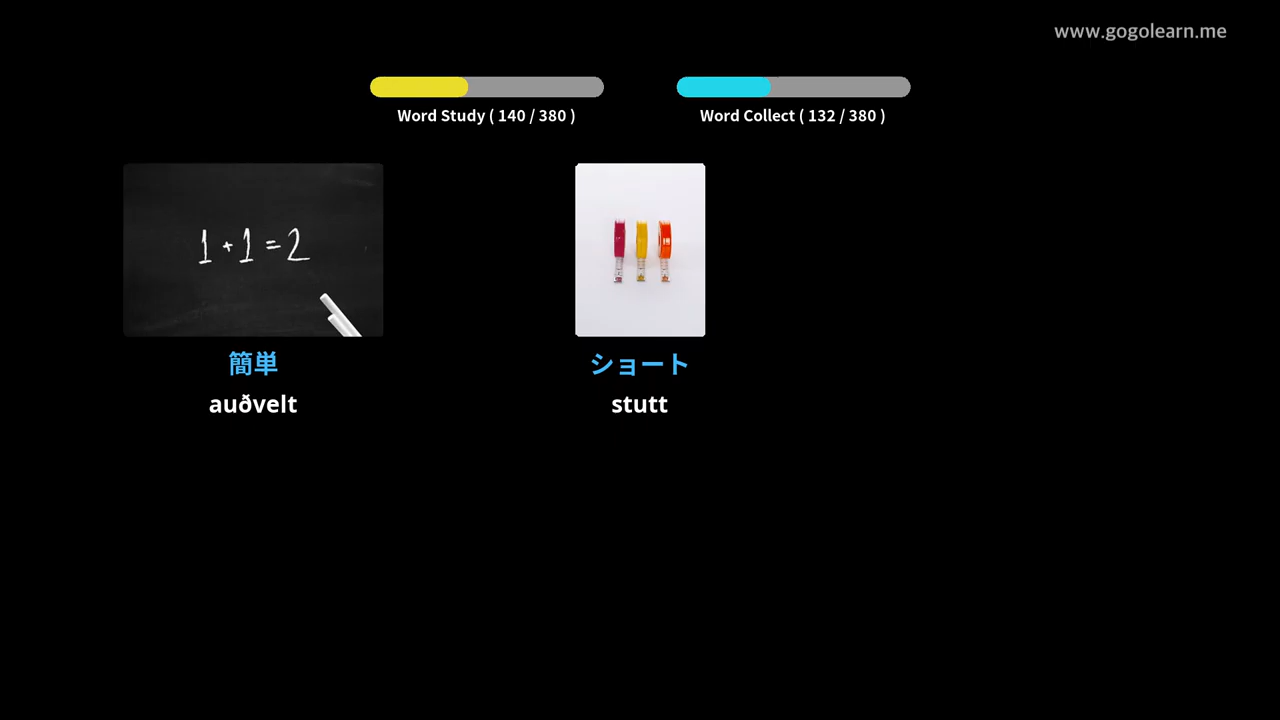 www.gogolearn.me
Word Study ( 140 / 380 )
Word Collect ( 132 / 380 )
1 + 1 = 2
簡単
ショート
auðvelt
stutt